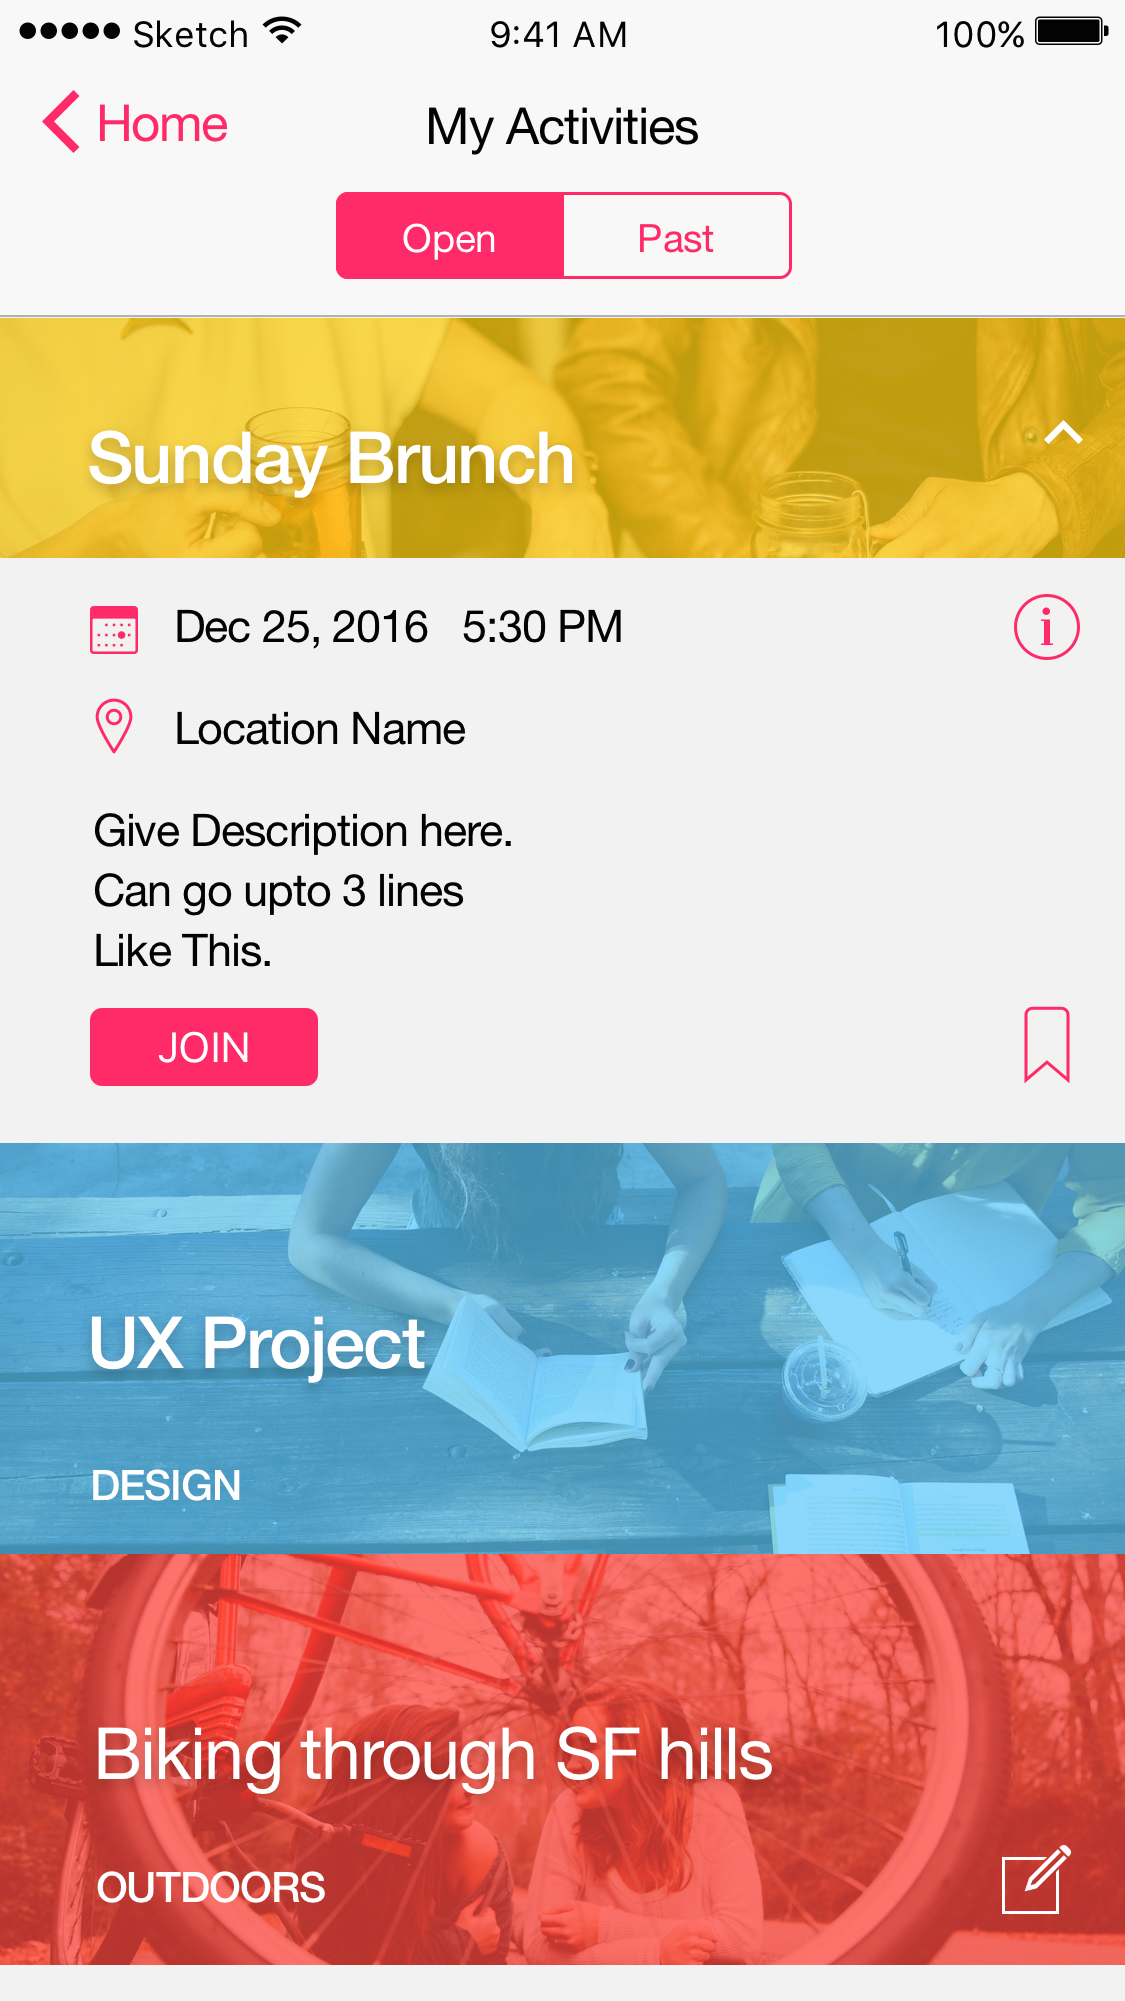 Sketch 9:41 AM 100%
Home My Activities
Open Past
Sunday Brunch
Dec 25, 2016 5:30 PM
Location Name
Give Description here.
Can go upto 3 lines
Like This.
JOIN
UX Project
DESIGN
Biking through SF hills
OUTDOORS